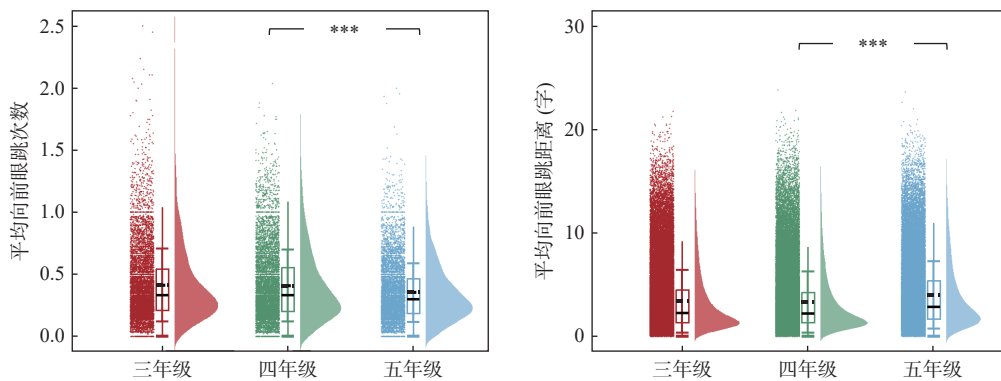 平均向前眼跳次数
2.5
2.0
1.5
1.0
0.5
0.0
***
三年级
四年级
五年级
平均向前眼跳距离 (字)
30
20
10
0
***
三年级
四年级
五年级